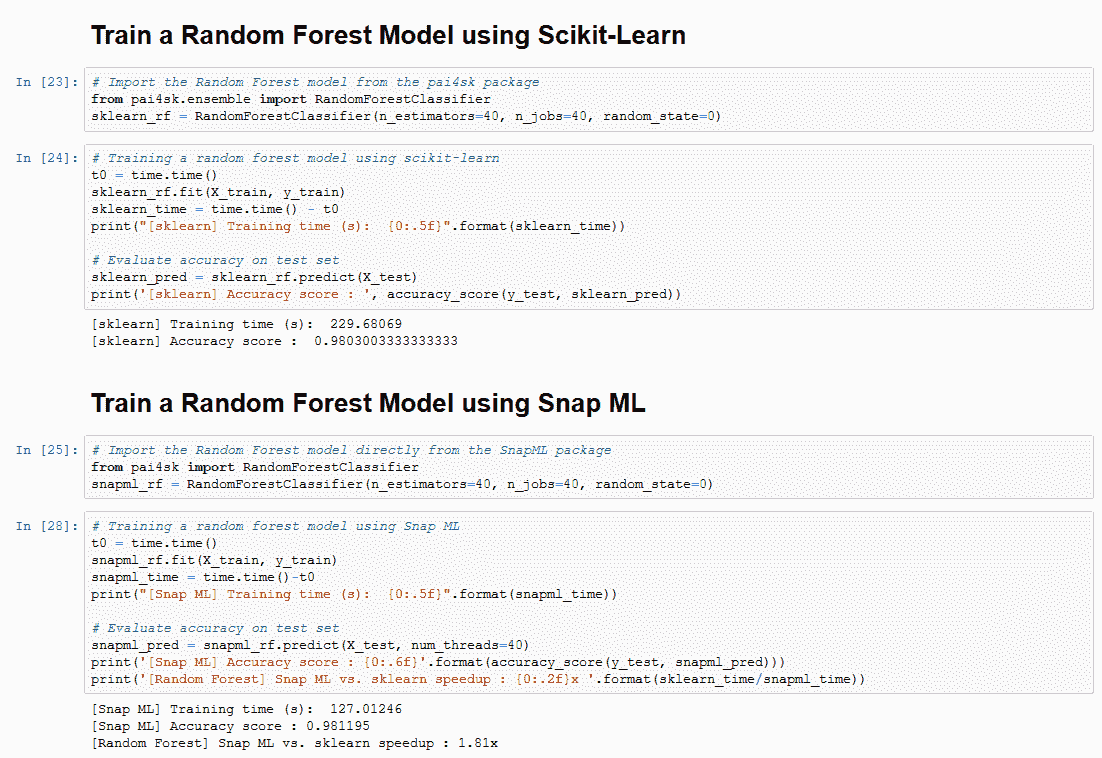 Train a Random Forest Model using Scikit-Learn
In [23]: # Import the Random Forest model from the pai4sk package
from pai4sk.ensemble import RandomForestClassifier
sklearn_rf = RandomForestClassifier(n_estimators=40, n_jobs=40, random_state=0)
In [24]: # Training a random forest model using scikit-learn
t0 = time.time()
sklearn_rf.fit(X_train, y_train)
sklearn_time = time.time() - t0
print("[sklearn] Training time (s):  {0:.5f}".format(sklearn_time))
# Evaluate accuracy on test set
sklearn_pred = sklearn_rf.predict(X_test)
print('[sklearn] Accuracy score : ', accuracy_score(y_test, sklearn_pred))
[sklearn] Training time (s):  229.68069
[sklearn] Accuracy score :  0.9803003333333333
Train a Random Forest Model using Snap ML
In [25]: # Import the Random Forest model directly from the SnapML package
from pai4sk import RandomForestClassifier
snapml_rf = RandomForestClassifier(n_estimators=40, n_jobs=40, random_state=0)
In [28]: # Training a random forest model using Snap ML
t0 = time.time()
snapml_rf.fit(X_train, y_train)
snapml_time = time.time()-t0
print("[Snap ML] Training time (s):  {0:.5f}".format(snapml_time))
# Evaluate accuracy on test set
snapml_pred = snapml_rf.predict(X_test, num_threads=40)
print('[Snap ML] Accuracy score : {0:.6f}'.format(accuracy_score(y_test, snapml_pred)))
print('[Random Forest] Snap ML vs. sklearn speedup : {0:.2f}x '.format(sklearn_time/snapml_time))
[Snap ML] Training time (s):  127.01246
[Snap ML] Accuracy score : 0.981195
[Random Forest] Snap ML vs. sklearn speedup : 1.81x